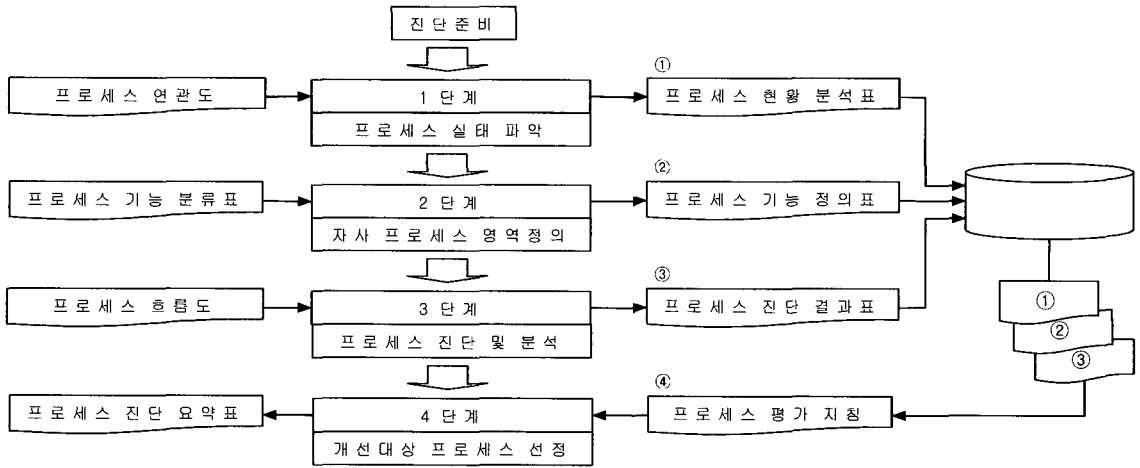 진단준비
①
프로세스 연관도
1 단계
프로세스 현황 분석표
프로세스 실태 파악
②
프로세스 기능 분류표
2 단계
프로세스 기능 정의표
자사 프로세스 영역정의
③
프로세스 흐름도
3 단계
프로세스 진단 결과표
①
프로세스 진단 및 분석
②
③
④
프로세스 진단 요약표
4 단계
프로세스 평가 지침
개선대상 프로세스 선정